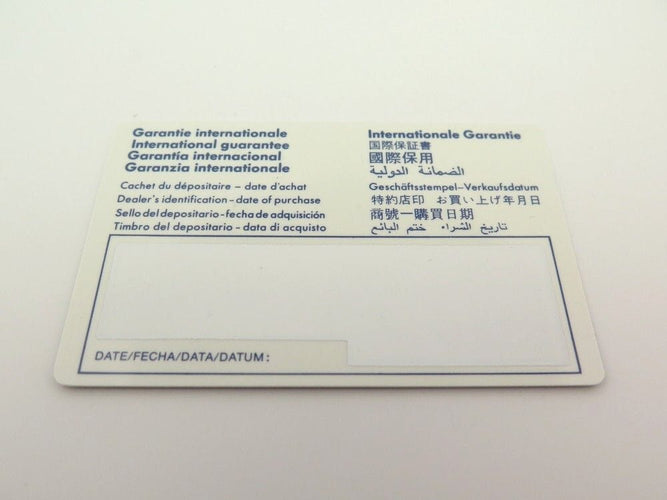 Garantie internationale
International guarantee
Garantía internacional
Garanzia internationale
Cachet du dépositaire – date d'achat
Dealer's identification - date of purchase
Sello del depositario - fecha de adquisición
Timbro del depositario - data di acquisto
Internationale Garantie
国際保証書
國際保用
الضمانة الدولية
Geschäftsstempel–Verkaufsdatum
特約店印 お買い上げ年月日
商號一購買日期
تاريخ الشراء ختم البائع
DATE/FECHA/DATA/DATUM: